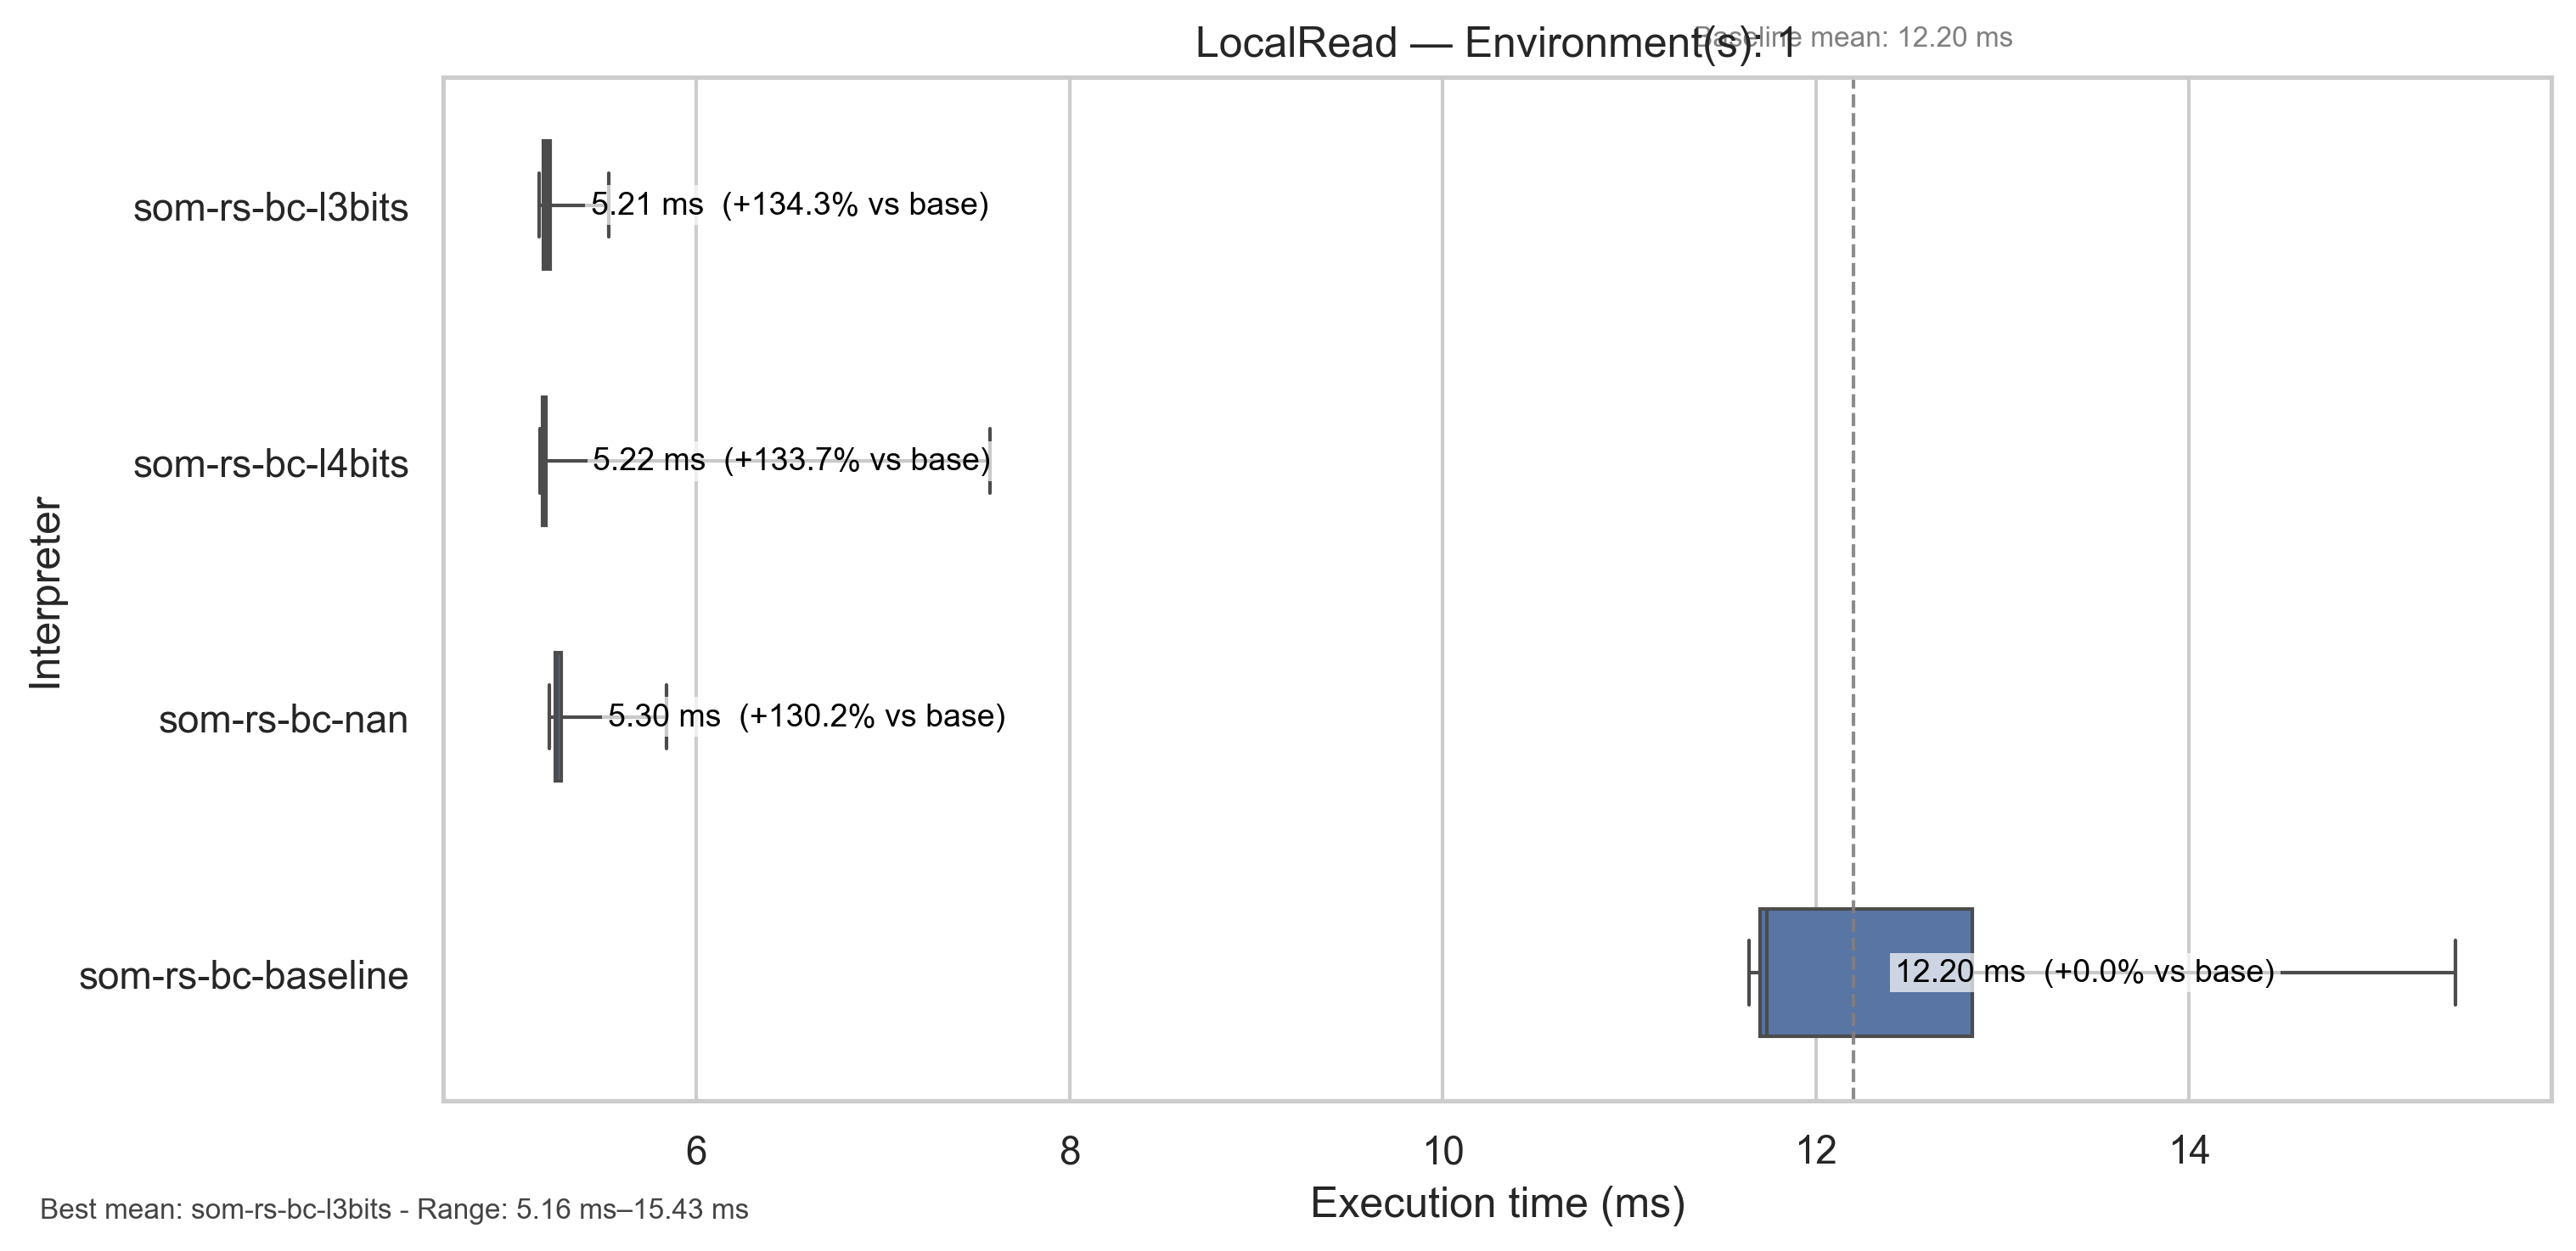 LocalRead — Environment(s): 1
Baseline mean: 12.20 ms
som-rs-bc-l3bits
5.21 ms (+134.3% vs base)
som-rs-bc-l4bits
5.22 ms (+133.7% vs base)
som-rs-bc-nan
5.30 ms (+130.2% vs base)
som-rs-bc-baseline
12.20 ms (+0.0% vs base)
Interpreter
6 8 10 12 14
Execution time (ms)
Best mean: som-rs-bc-l3bits - Range: 5.16 ms–15.43 ms